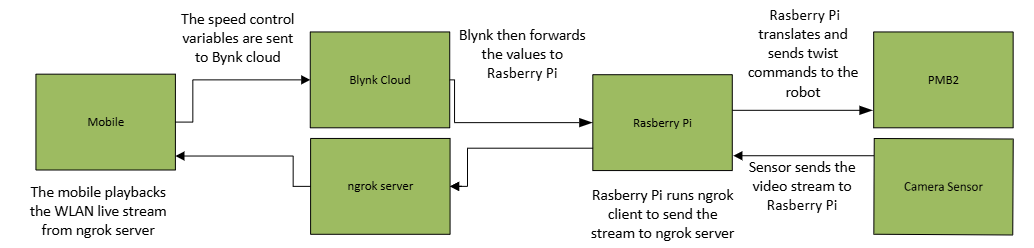 The speed control
variables are sent
to Bynk cloud
Blynk then forwards
the values to
Rasberry Pi
Rasberry Pi
translates and
sends twist
commands to the
robot
Mobile
Blynk Cloud
Rasberry Pi
PMB2
ngrok server
Camera Sensor
The mobile playbacks
the WLAN live stream
from ngrok server
Rasberry Pi runs ngrok
client to send the
stream to ngrok server
Sensor sends the
video stream to
Rasberry Pi